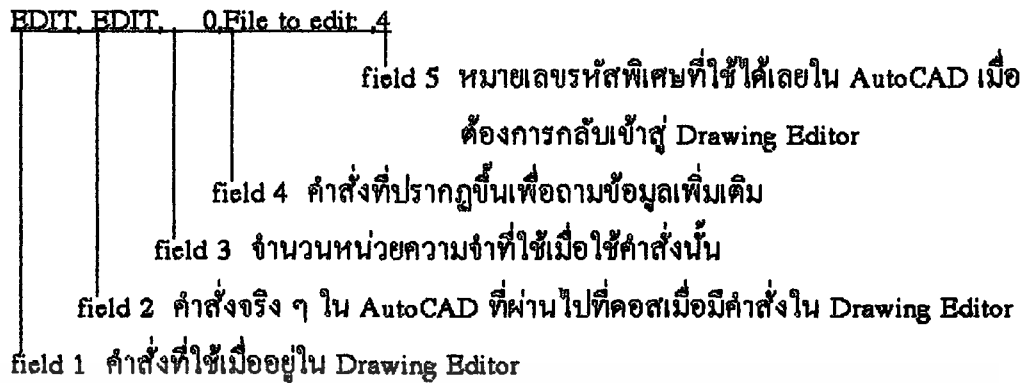 EDIT, EDIT, 0,File to edit: ,4
field 5 หมายเลขรหัสพิเศษที่ใช้ได้เลยใน AutoCAD เมื่อ
ต้องการกลับเข้าสู่ Drawing Editor
field 4 คำสั่งที่ปรากฏขึ้นเพื่อถามข้อมูลเพิ่มเติม
field 3 จำนวนหน่วยความจำที่ใช้เมื่อใช้คำสั่งนั้น
field 2 คำสั่งจริง ๆ ใน AutoCAD ที่ผ่านไปที่ดอสเมื่อมีคำสั่งใน Drawing Editor
field 1 คำสั่งที่ใช้เมื่ออยู่ใน Drawing Editor